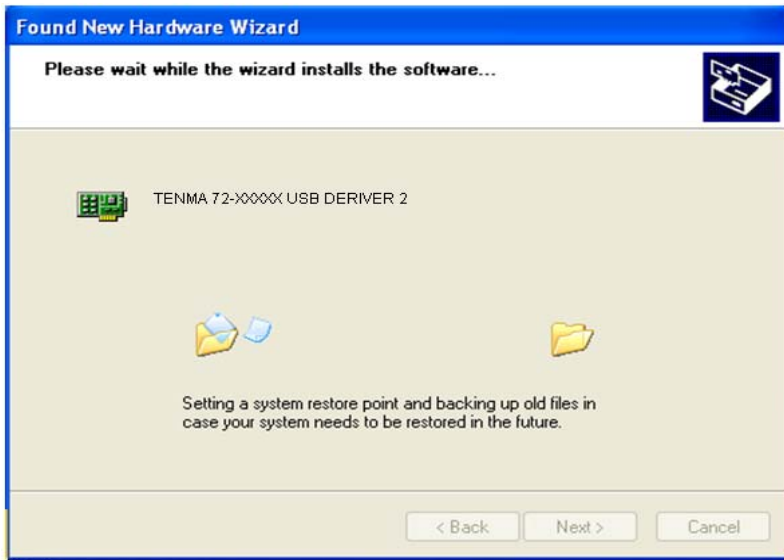 Found New Hardware Wizard
Please wait while the wizard installs the software...
TENMA 72-XXXXX USB DERIVER 2
Setting a system restore point and backing up old files in
case your system needs to be restored in the future.
< Back
Next >
Cancel